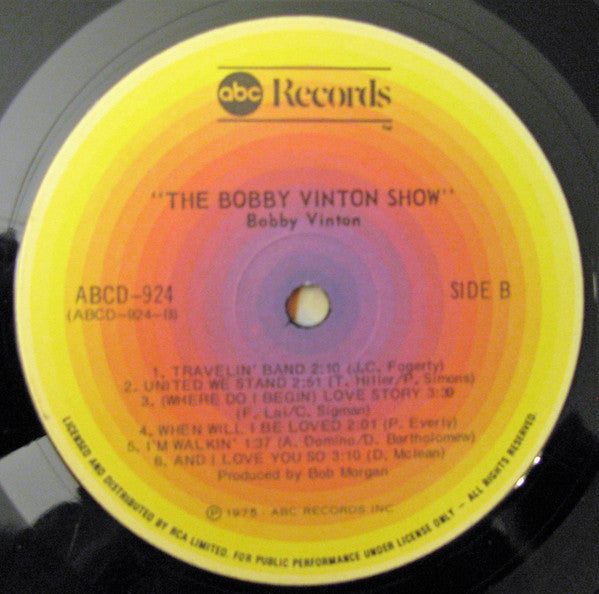 abc Records
TM
"THE BOBBY VINTON SHOW"
Bobby Vinton
ABCD-924
(ABCD-924-B)
SIDE B
1. TRAVELIN' BAND 2:10 (J.C. Fogerty)
2. UNITED WE STAND 2:51 (T. Hiller/P. Simons)
3. (WHERE DO I BEGIN) LOVE STORY 3:39
(F. Lai/C. Sigman)
4. WHEN WILL I BE LOVED 2:01 (P. Everly)
5. I'M WALKIN' 1:37 (A. Domino/D. Bartholomew)
6. AND I LOVE YOU SO 3:10 (D. Mclean)
Produced by Bob Morgan
Ⓟ 1975 - ABC RECORDS INC.
LICENSED AND DISTRIBUTED BY RCA LIMITED. FOR PUBLIC PERFORMANCE UNDER LICENSE ONLY - ALL RIGHTS RESERVED.